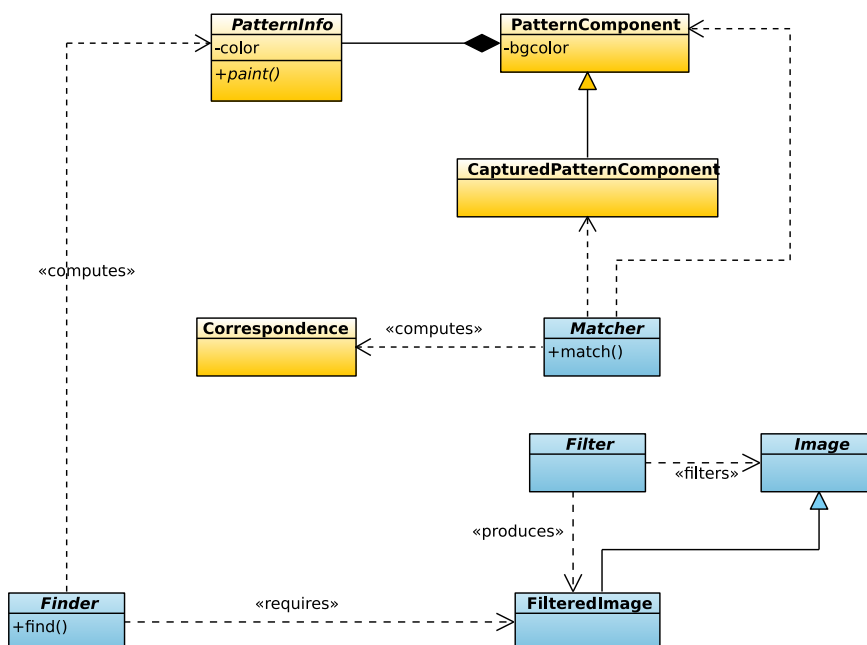 PatternInfo
-color
+paint()
PatternComponent
-bgcolor
CapturedPatternComponent
«computes»
Correspondence
«computes»
Matcher
+match()
Filter
«filters»
Image
«produces»
Finder
+find()
«requires»
FilteredImage